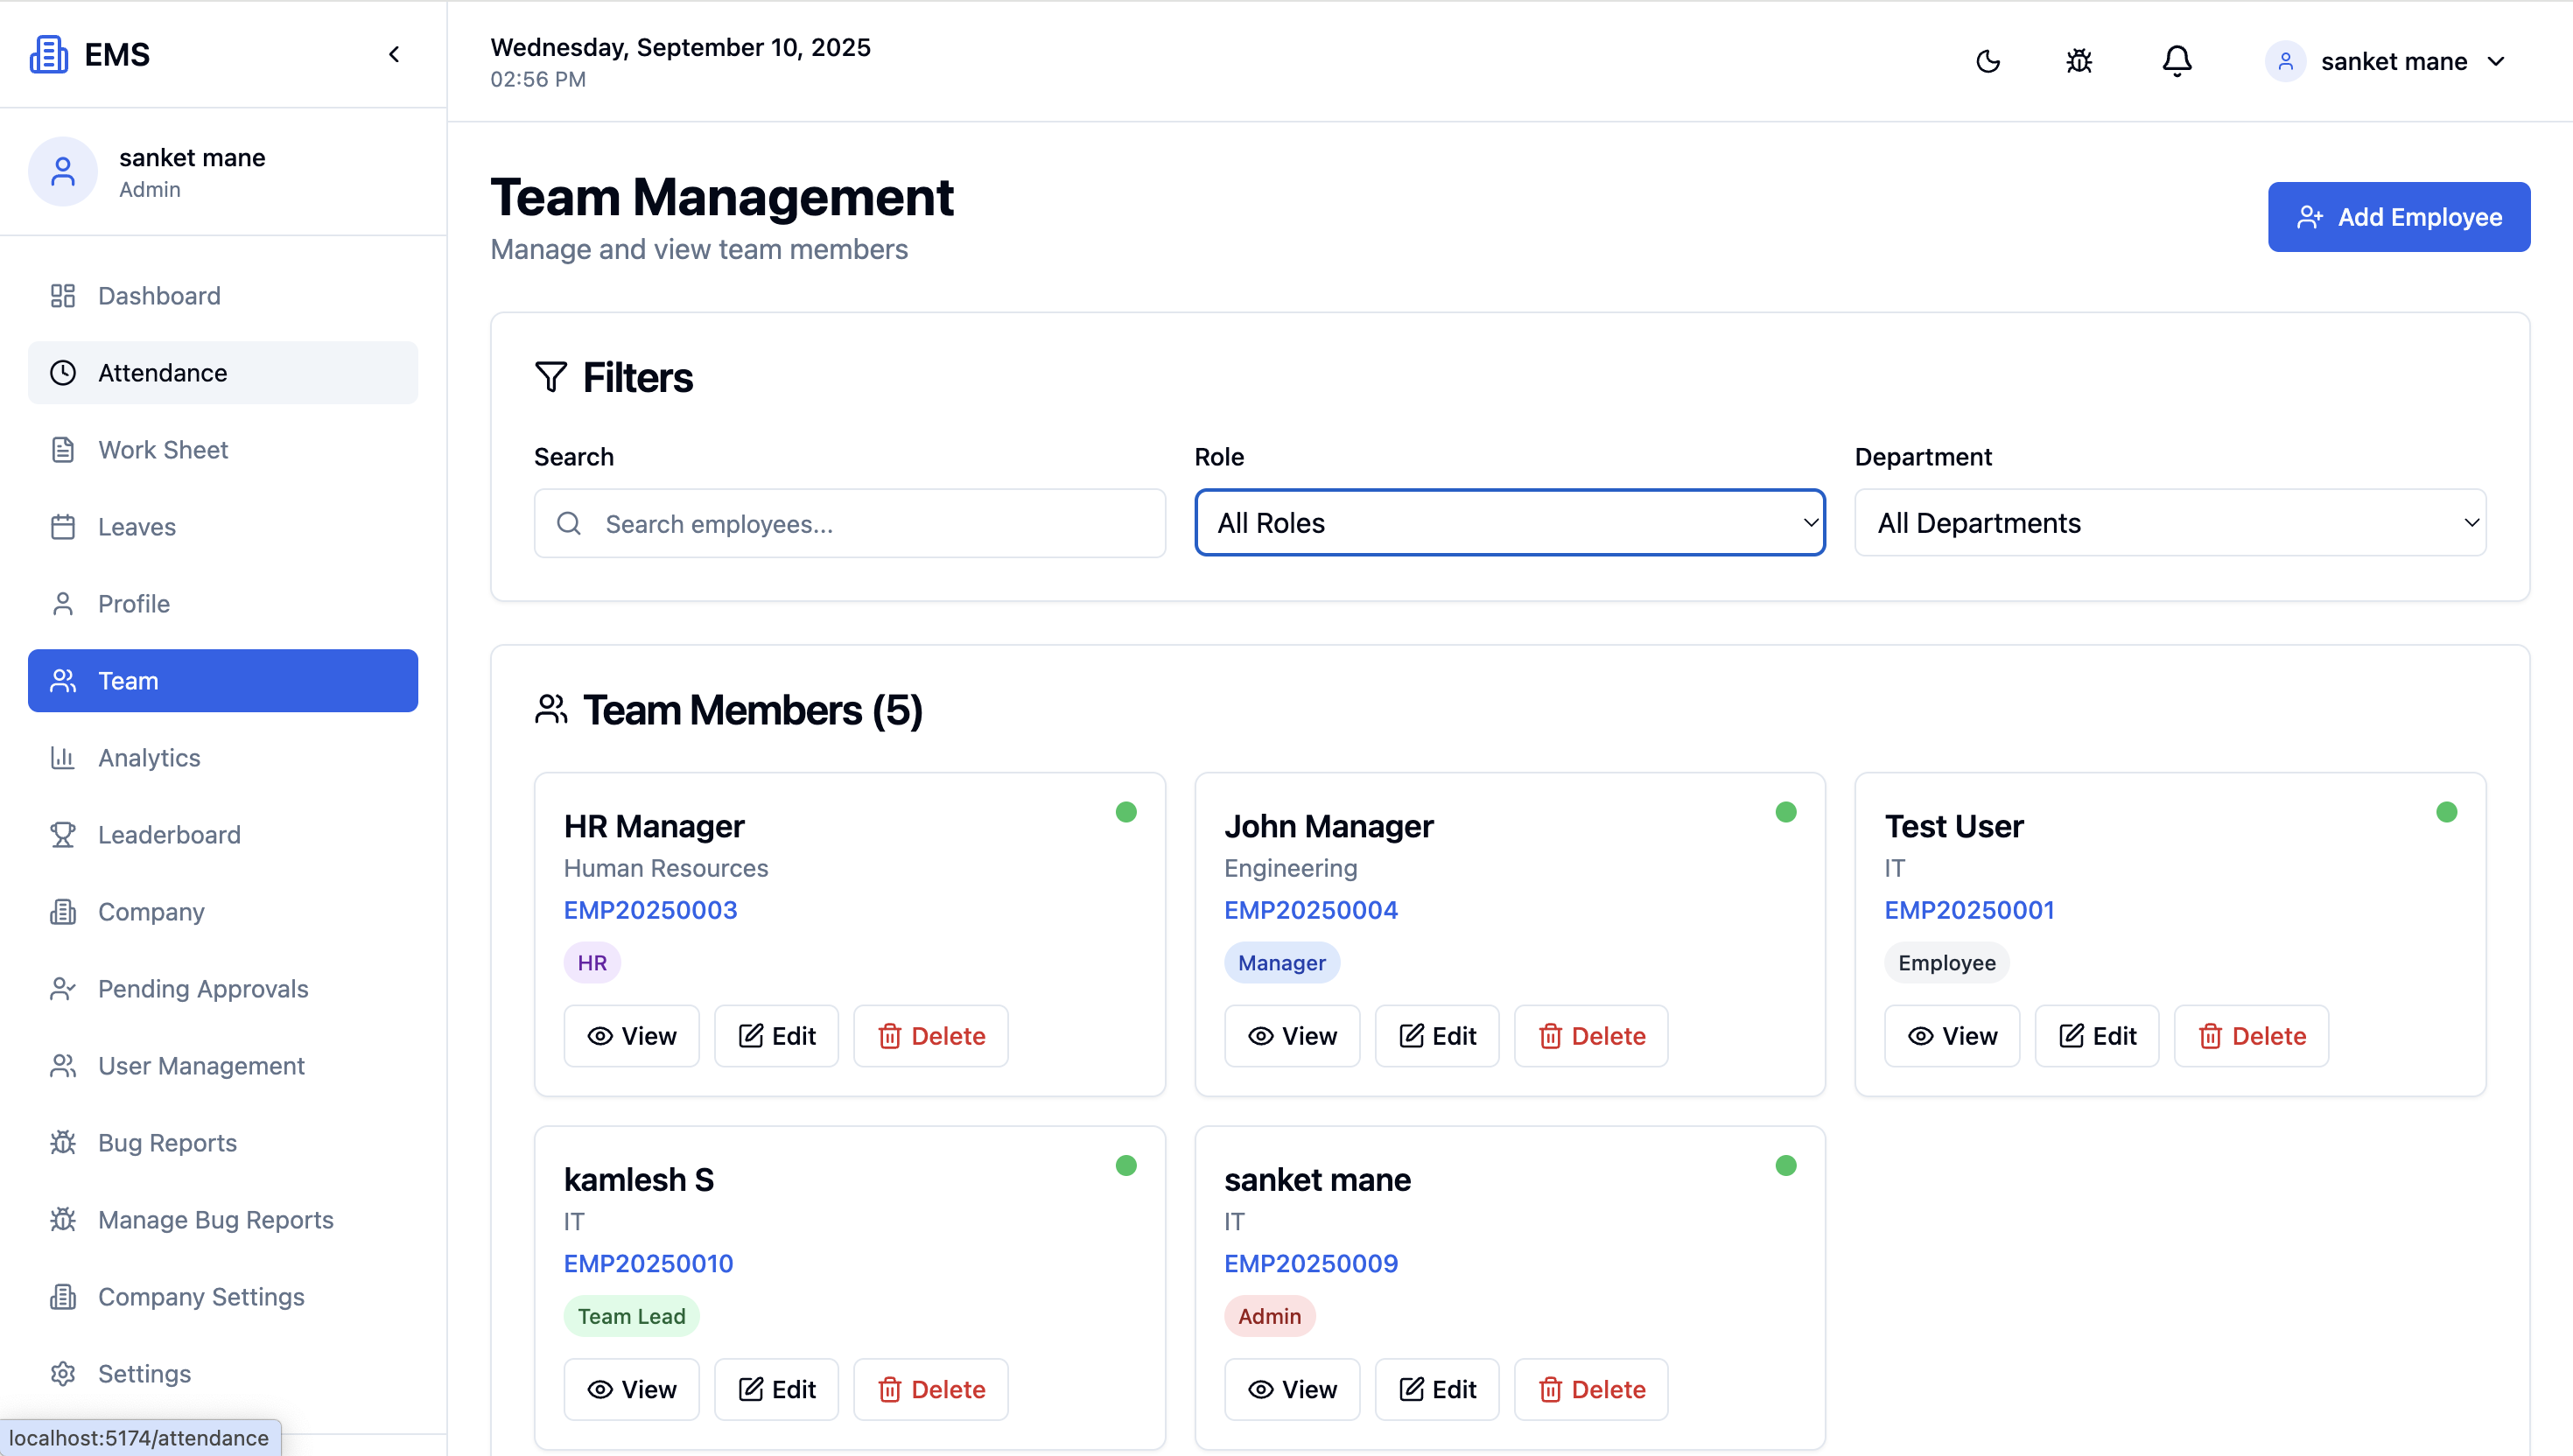 EMS
sanket mane
Admin
Dashboard
Attendance
Work Sheet
Leaves
Profile
Team
Analytics
Leaderboard
Company
Pending Approvals
User Management
Bug Reports
Manage Bug Reports
Company Settings
Settings
localhost:5174/attendance
Wednesday, September 10, 2025
02:56 PM
sanket mane
Team Management
Manage and view team members
Add Employee
Filters
Search
Search employees...
Role
All Roles
Department
All Departments
Team Members (5)
HR Manager
Human Resources
EMP20250003
HR
View Edit Delete
John Manager
Engineering
EMP20250004
Manager
View Edit Delete
Test User
IT
EMP20250001
Employee
View Edit Delete
kamlesh S
IT
EMP20250010
Team Lead
View Edit Delete
sanket mane
IT
EMP20250009
Admin
View Edit Delete